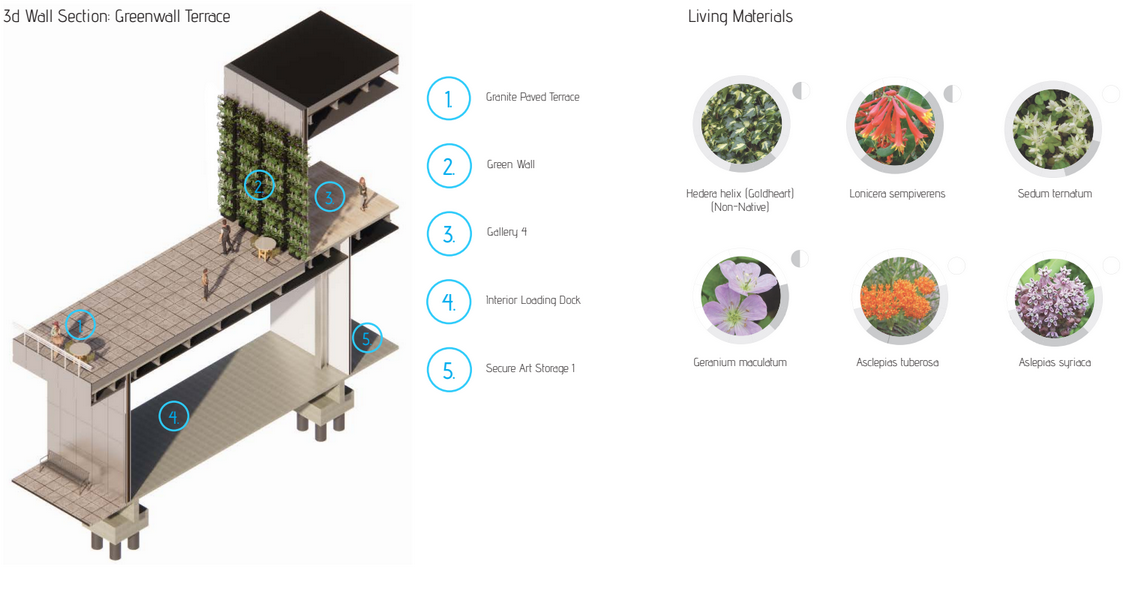 3d Wall Section: Greenwall Terrace
Living Materials
1. Granite Paved Terrace
2. Green Wall
3. Gallery 4
4. Interior Loading Dock
5. Secure Art Storage 1
1.
2.
3.
4.
5.
Hedera helix (Goldheart)
(Non-Native)
Lonicera sempiverens
Sedum ternatum
Geranium maculatum
Asclepias tuberosa
Aslepias syriaca